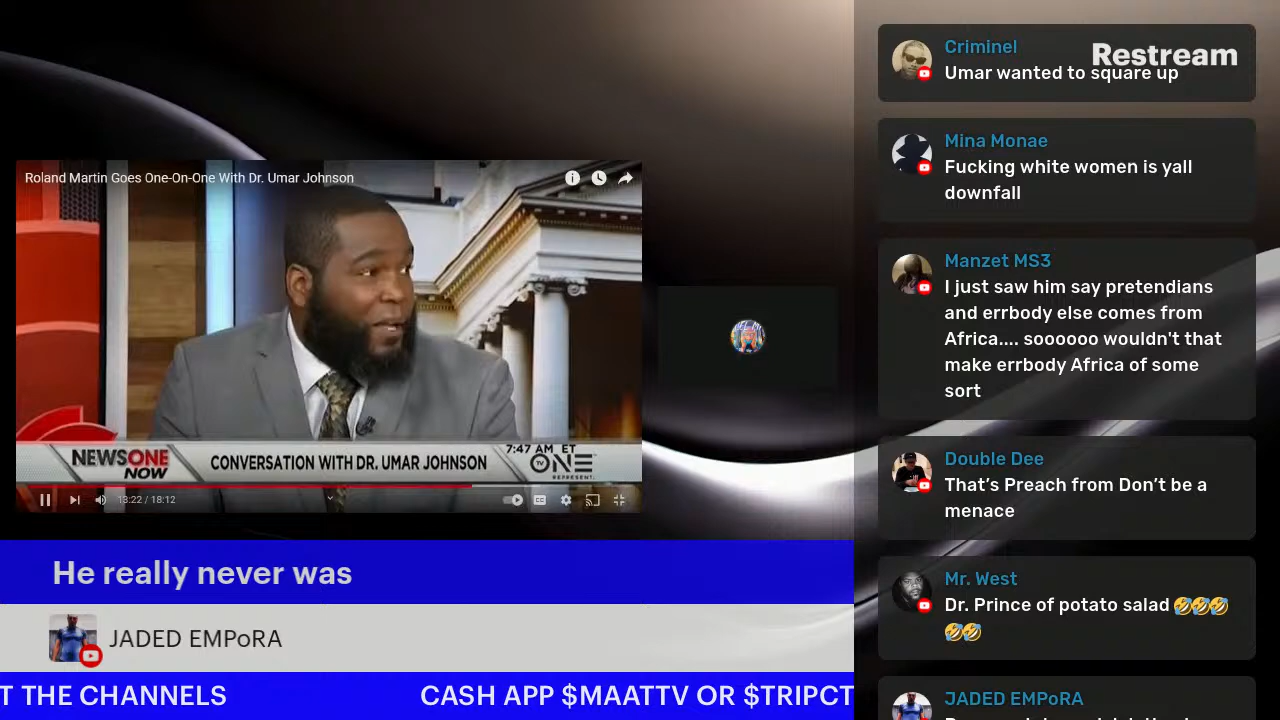 Roland Martin Goes One-On-One With Dr. Umar Johnson
NEWSONE
NOW
CONVERSATION WITH DR. UMAR JOHNSON
7:47 AM ET
TV ONE
REPRESENT.
13:22 / 18:12
He really never was
JADED EMPoRA
T THE CHANNELS
CASH APP $MAATTV OR $TRIPCT
Restream
Criminel
Umar wanted to square up
Mina Monae
Fucking white women is yall
downfall
Manzet MS3
I just saw him say pretendians
and errbody else comes from
Africa.... soooooo wouldn't that
make errbody Africa of some
sort
Double Dee
That's Preach from Don't be a
menace
Mr. West
Dr. Prince of potato salad 🤣🤣🤣
🤣🤣
JADED EMPoRA